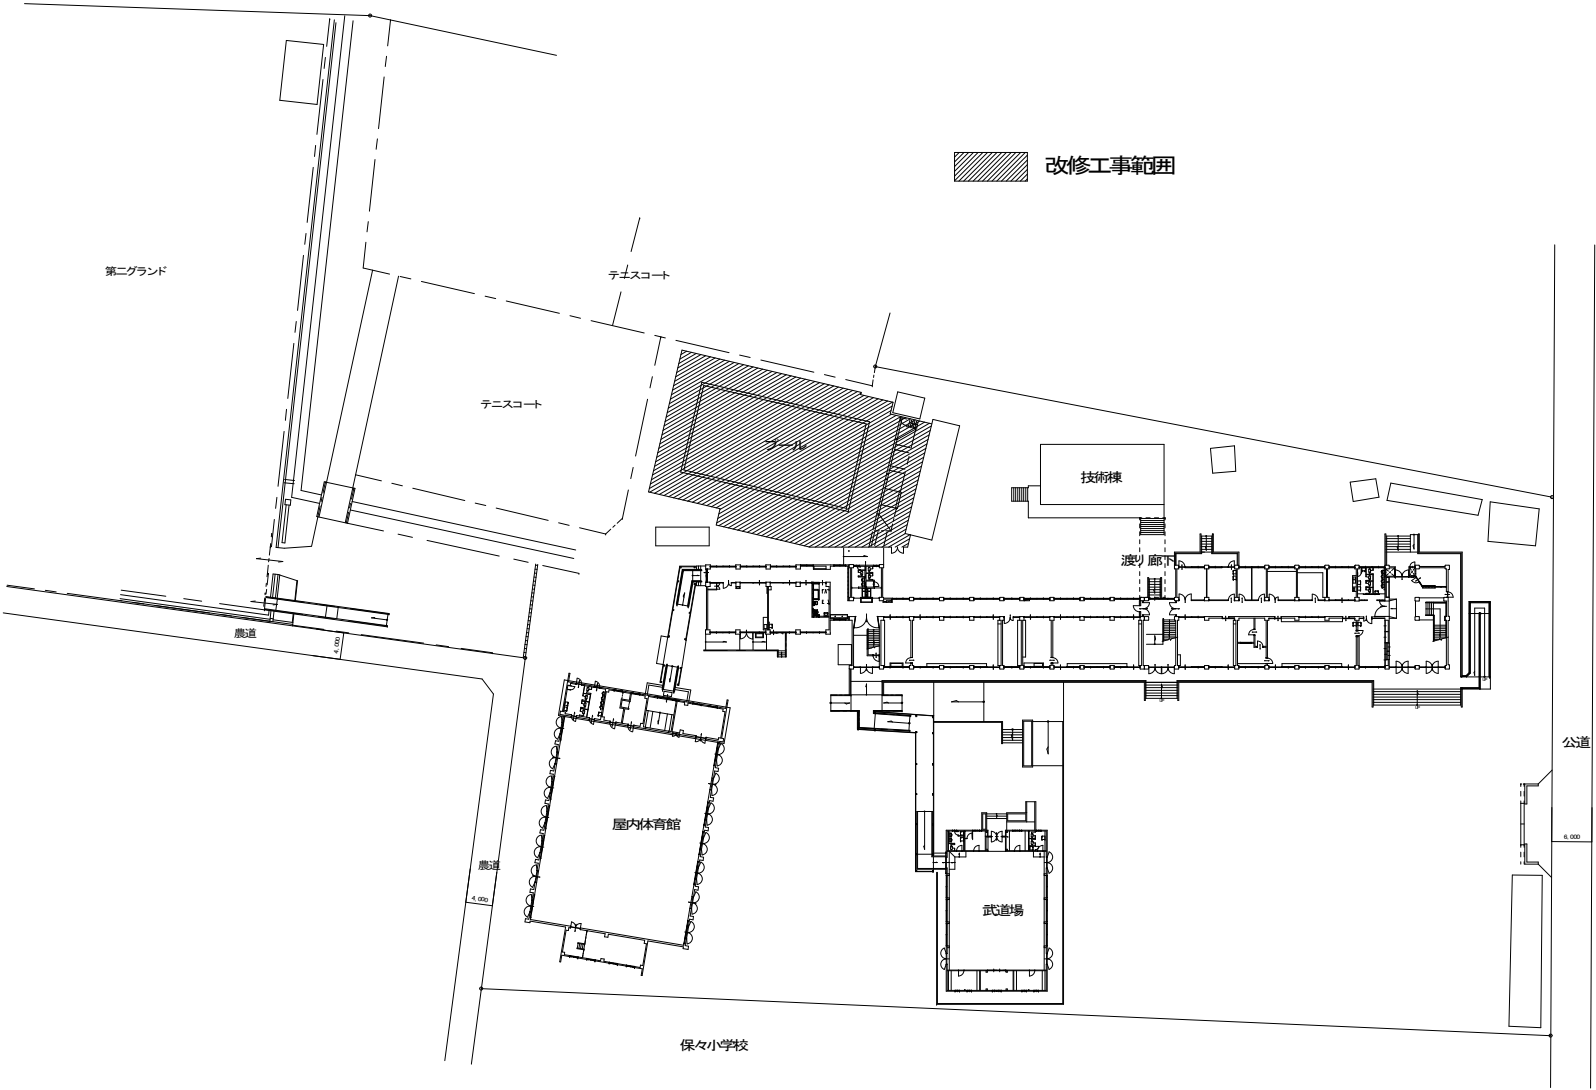 改修工事範囲
第二グランド
テニスコート
テニスコート
プール
技術棟
渡り廊下
農道
4,000
公道
屋内体育館
6,000
農道
4,000
武道場
保々小学校